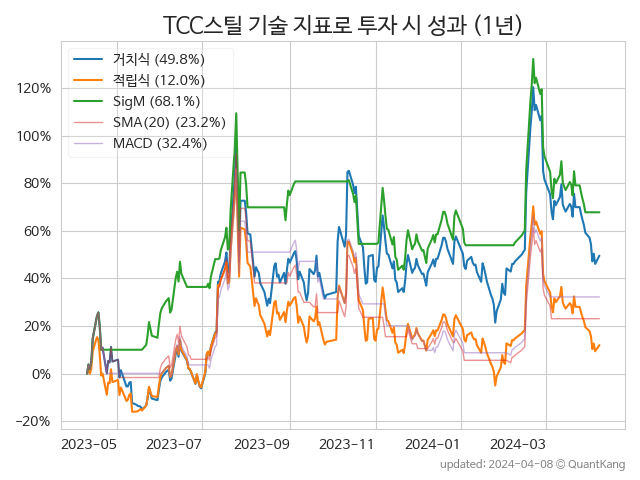 TCC스틸 기술 지표로 투자 시 성과 (1년)
거치식 (49.8%)
적립식 (12.0%)
SigM (68.1%)
SMA(20) (23.2%)
MACD (32.4%)
120%
100%
80%
60%
40%
20%
0%
−20%
2023-05
2023-07
2023-09
2023-11
2024-01
2024-03
updated: 2024-04-08 © QuantKang